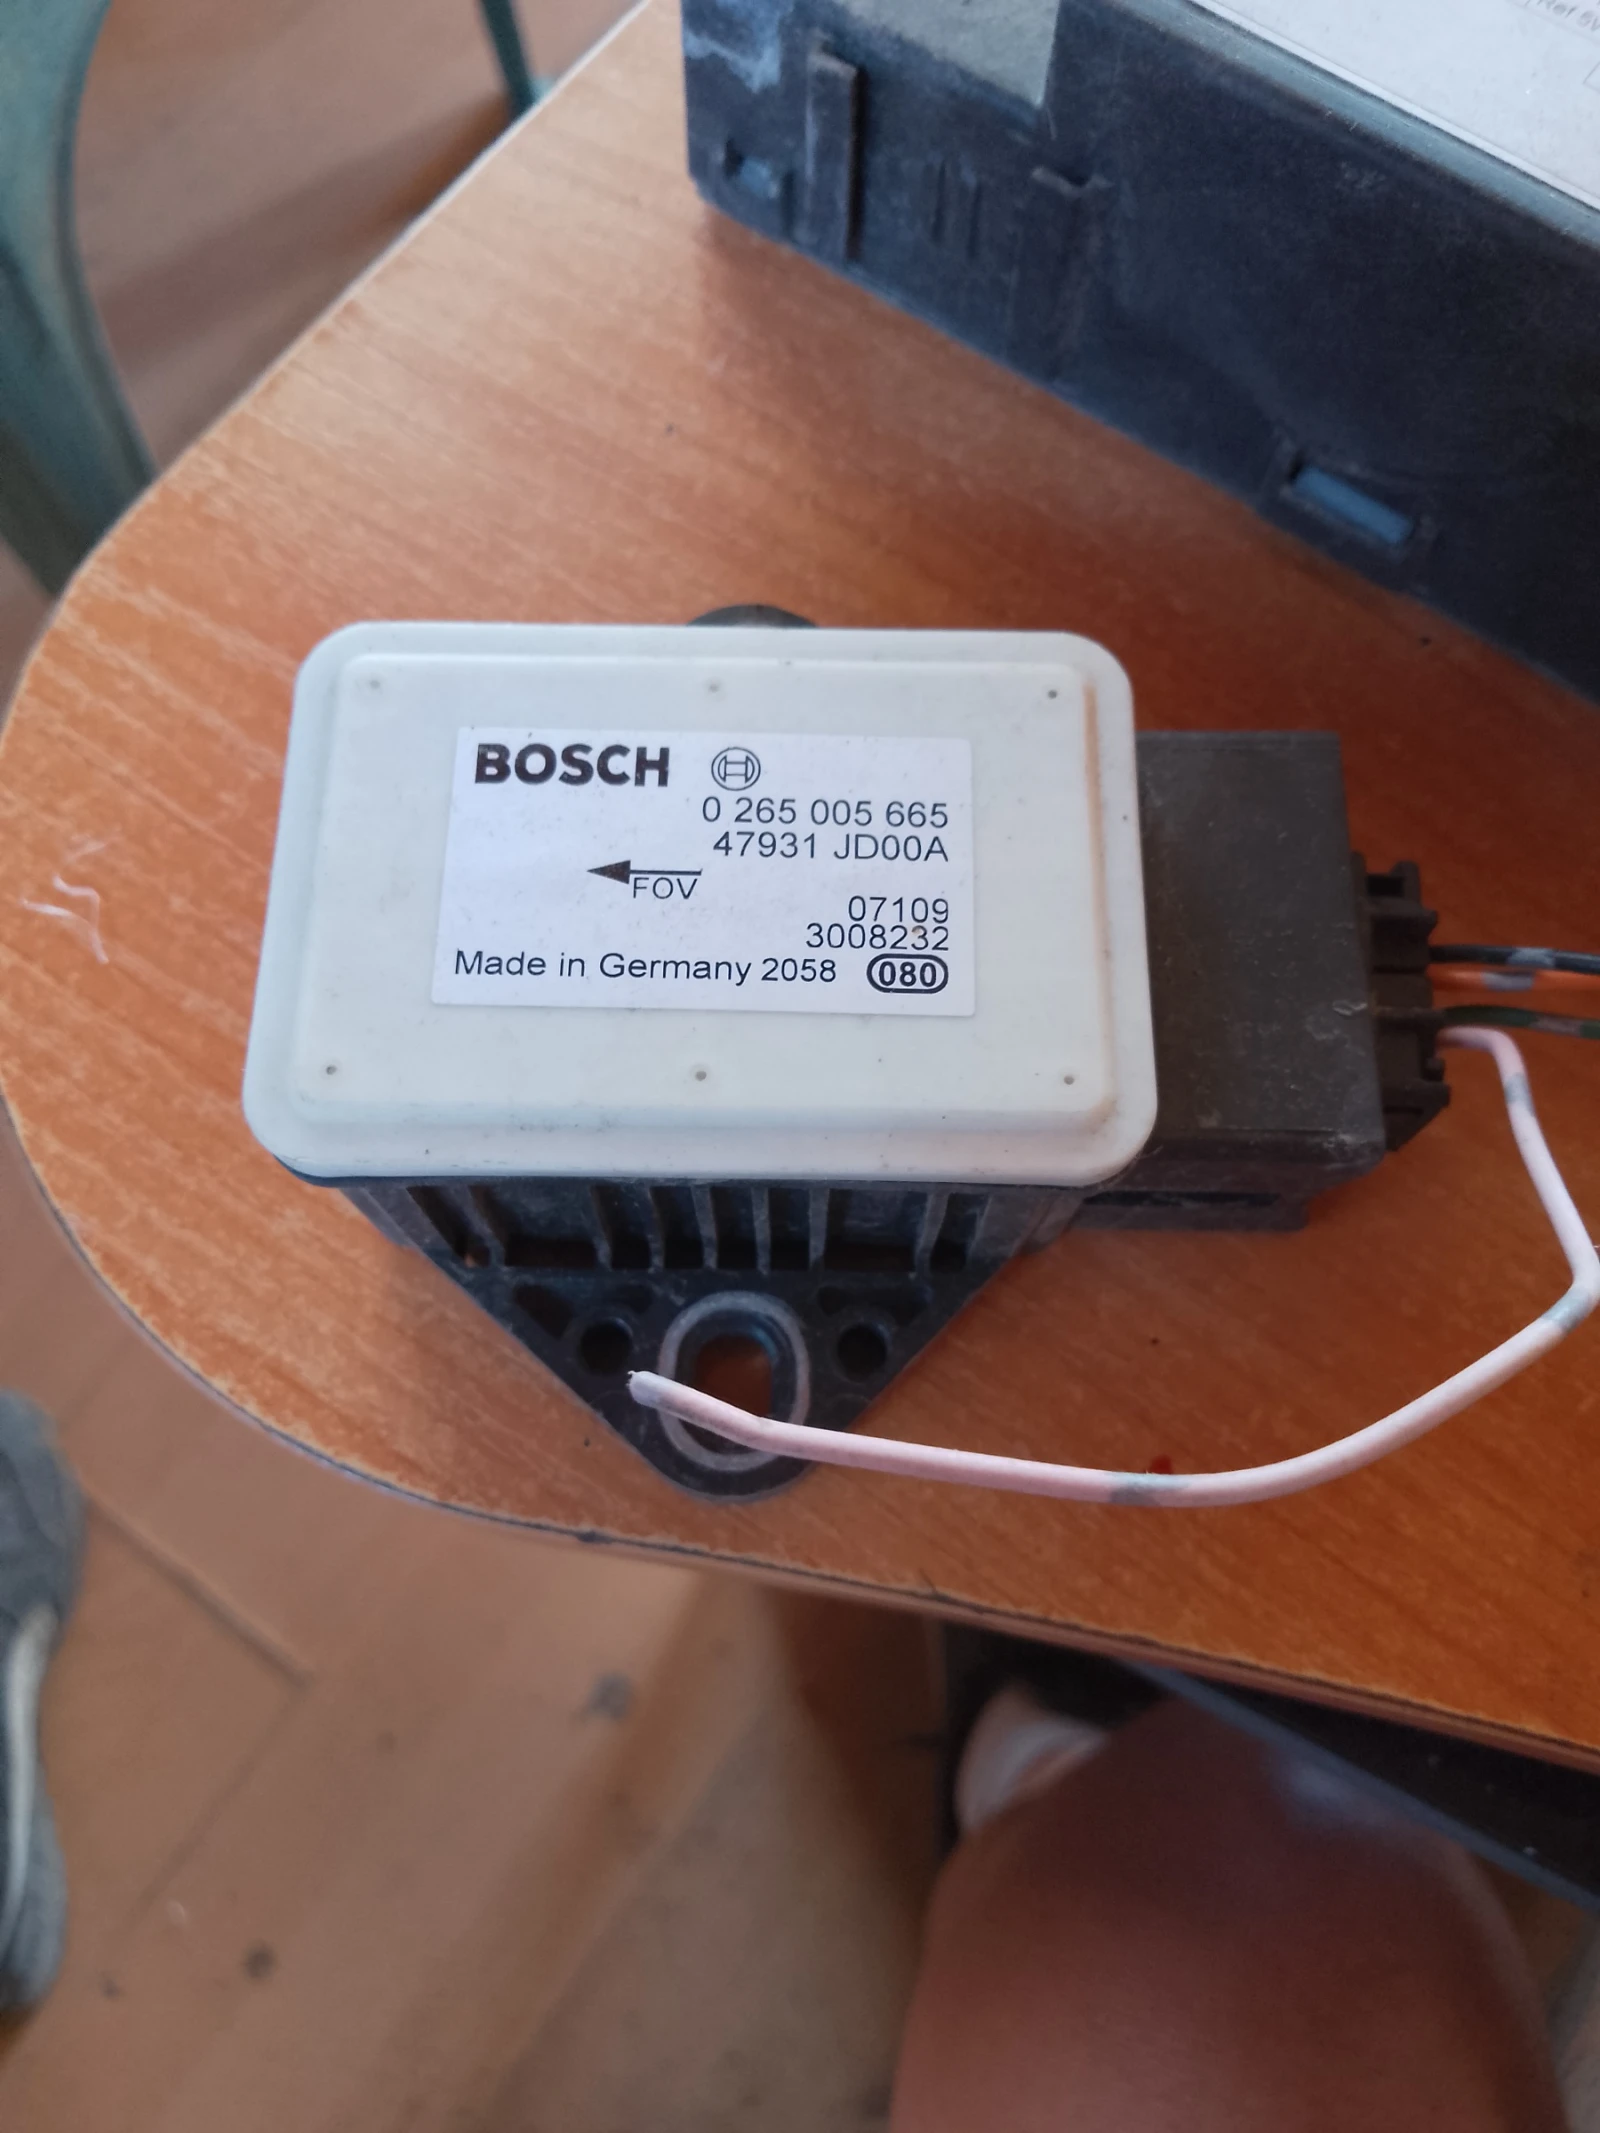 BOSCH
0 265 005 665
47931 JD00A
FOV
07109
3008232
Made in Germany 2058 080